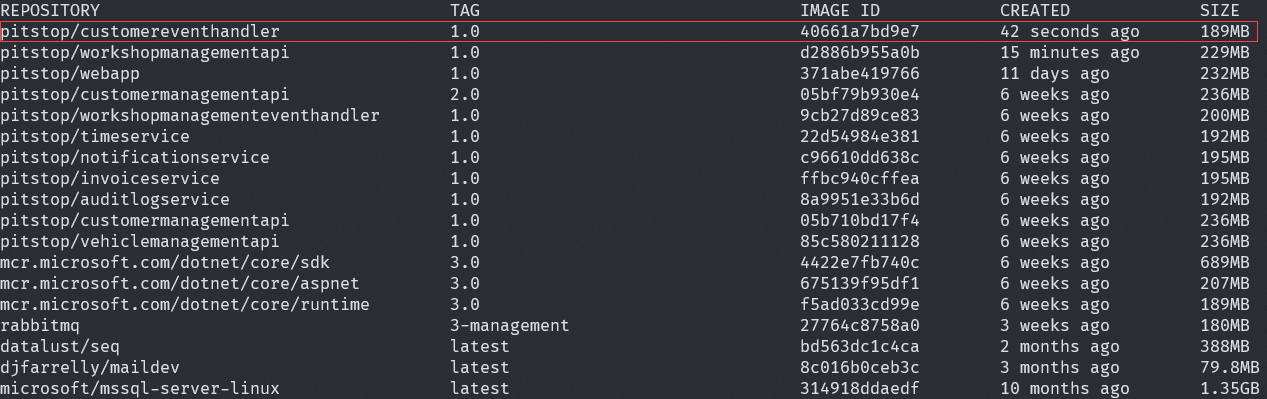 REPOSITORY TAG IMAGE ID CREATED SIZE
pitstop/customereventhandler 1.0 40661a7bd9e7 42 seconds ago 189MB
pitstop/workshopmanagementapi 1.0 d2886b955a0b 15 minutes ago 229MB
pitstop/webapp 1.0 371abe419766 11 days ago 232MB
pitstop/customermanagementapi 2.0 05bf79b930e4 6 weeks ago 236MB
pitstop/workshopmanagementeventhandler 1.0 9cb27d89ce83 6 weeks ago 200MB
pitstop/timeservice 1.0 22d54984e381 6 weeks ago 192MB
pitstop/notificationservice 1.0 c96610dd638c 6 weeks ago 195MB
pitstop/invoiceservice 1.0 ffbc940cffea 6 weeks ago 195MB
pitstop/auditlogservice 1.0 8a9951e33b6d 6 weeks ago 192MB
pitstop/customermanagementapi 1.0 05b710bd17f4 6 weeks ago 236MB
pitstop/vehiclemanagementapi 1.0 85c580211128 6 weeks ago 236MB
mcr.microsoft.com/dotnet/core/sdk 3.0 4422e7fb740c 6 weeks ago 689MB
mcr.microsoft.com/dotnet/core/aspnet 3.0 675139f95df1 6 weeks ago 207MB
mcr.microsoft.com/dotnet/core/runtime 3.0 f5ad033cd99e 6 weeks ago 189MB
rabbitmq 3-management 27764c8758a0 3 weeks ago 180MB
datalust/seq latest bd563dc1c4ca 2 months ago 388MB
djfarrelly/maildev latest 8c016b0ceb3c 3 months ago 79.8MB
microsoft/mssql-server-linux latest 314918ddaedf 10 months ago 1.35GB